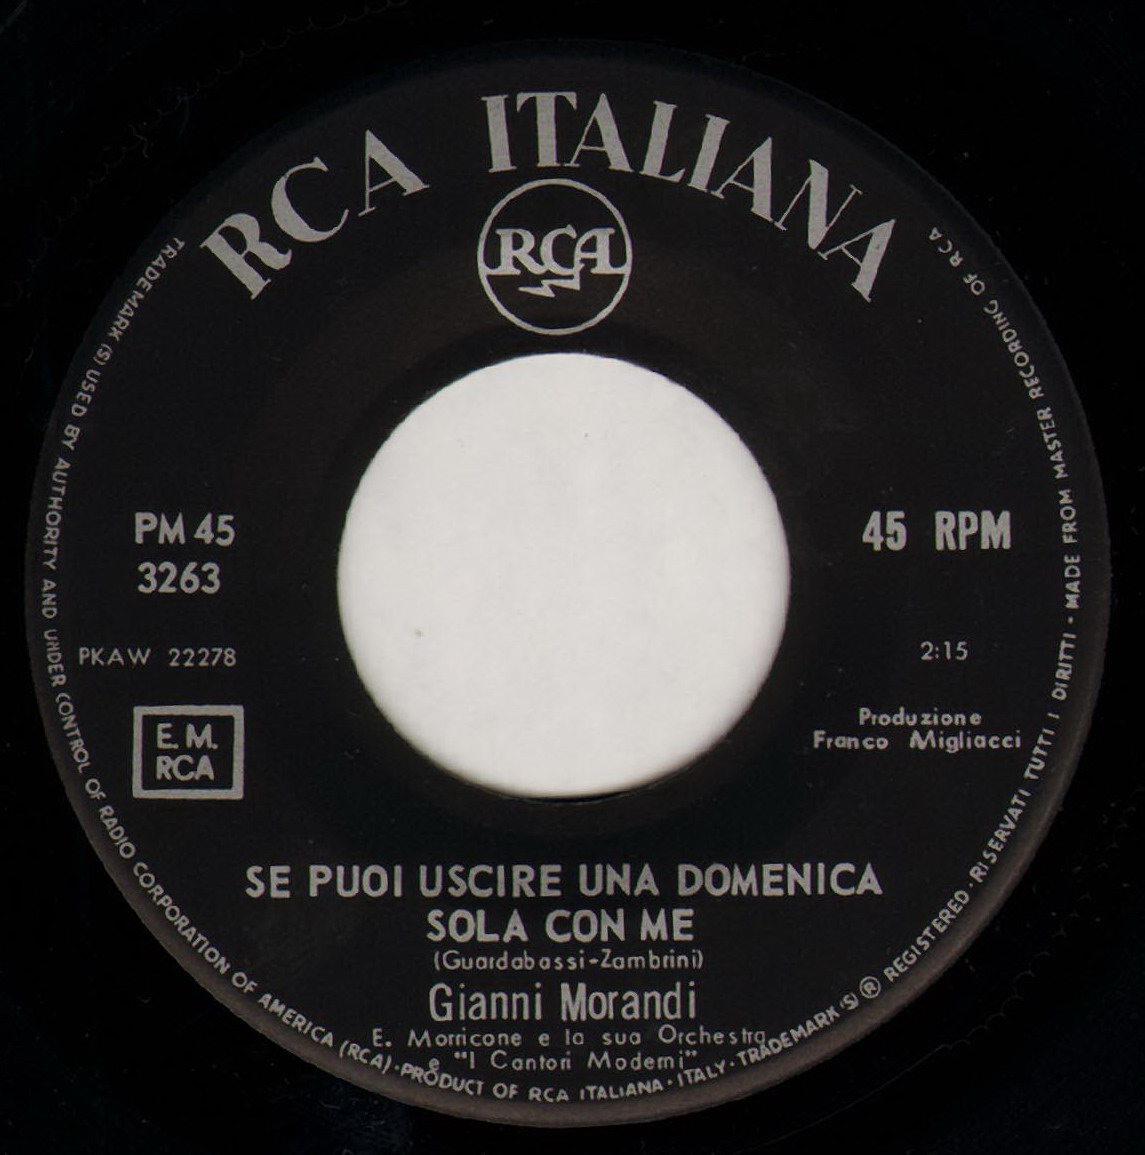 RCA ITALIANA
RCA
PM 45
3263
45 RPM
PKAW 22278
2:15
E. M.
RCA
Produzione
Franco Migliacci
SE PUOI USCIRE UNA DOMENICA
SOLA CON ME
(Guardabassi-Zambrini)
Gianni Morandi
E. Morricone e la sua Orchestra
e "I Cantori Moderni"
TRADEMARK (S) USED BY AUTHORITY AND UNDER CONTROL OF RADIO CORPORATION OF AMERICA (RCA) · PRODUCT OF RCA ITALIANA · ITALY · TRADEMARK (S) ® REGISTERED · RISERVATI TUTTI I DIRITTI - MADE FROM MASTER RECORDING OF RCA